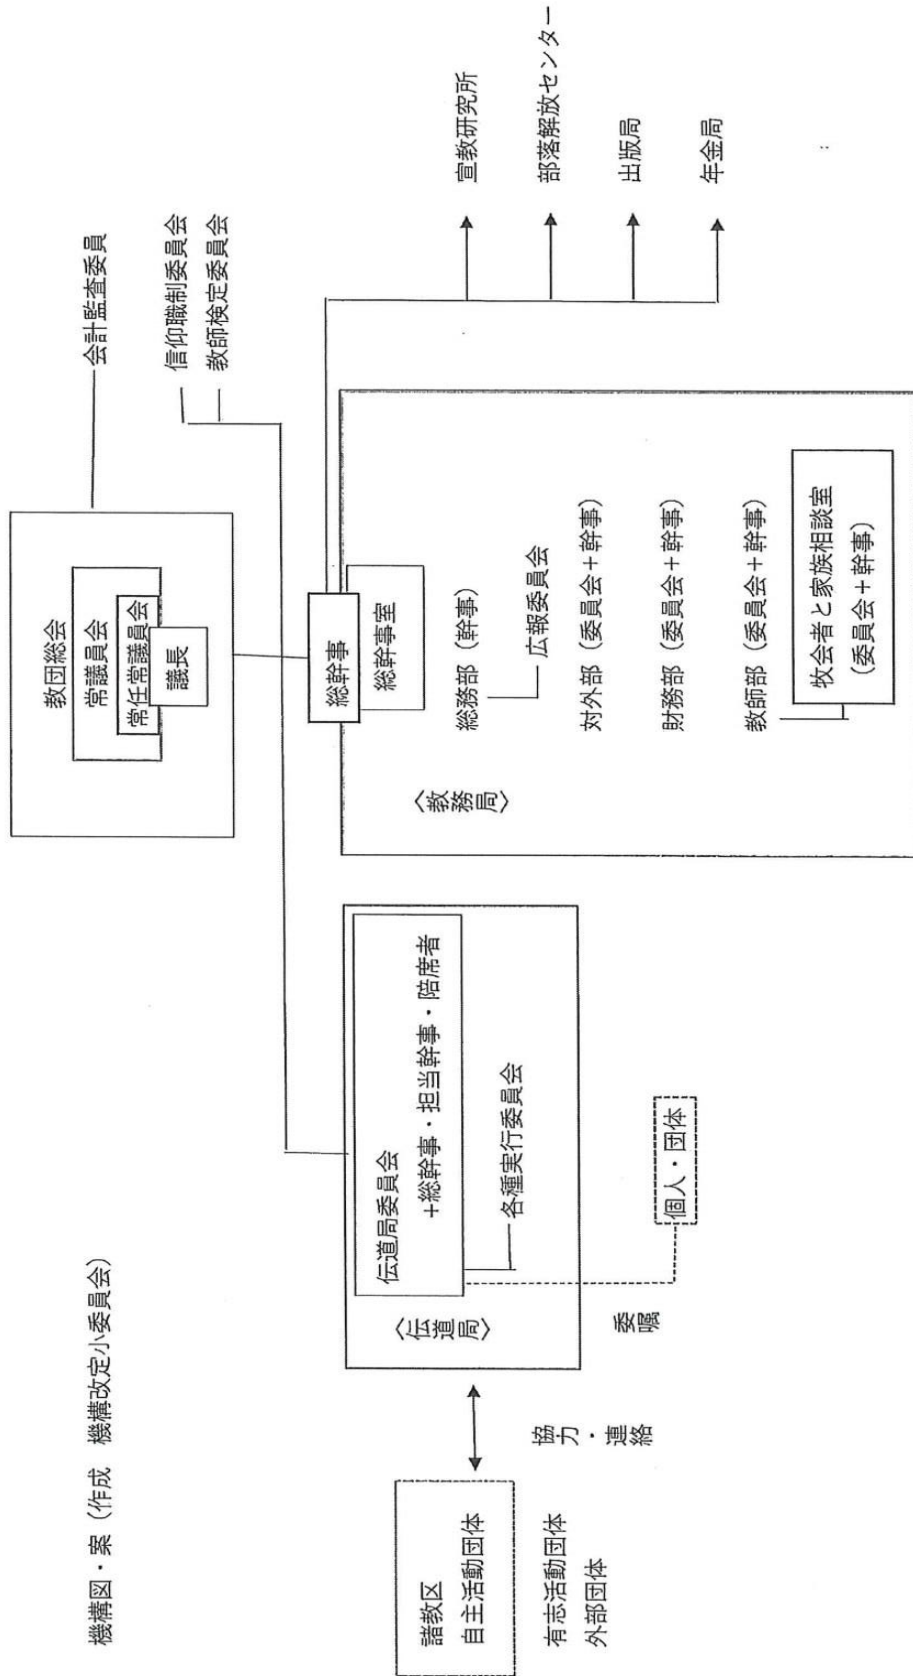 機構図・案（作成　機構改定小委員会）
教団総会
常議員会
常任常議員会
議長
会計監査委員
信仰職制委員会
教師検定委員会
総幹事
総幹事室
〈教務局〉
総務部（幹事）
広報委員会
対外部（委員会＋幹事）
財務部（委員会＋幹事）
教師部（委員会＋幹事）
牧会者と家族相談室
（委員会＋幹事）
宣教研究所
部落解放センター
出版局
年金局
〈伝道局〉
伝道局委員会
＋総幹事・担当幹事・陪席者
各種実行委員会
委嘱
個人・団体
協力・連絡
諸教区
自主活動団体
有志活動団体
外部団体